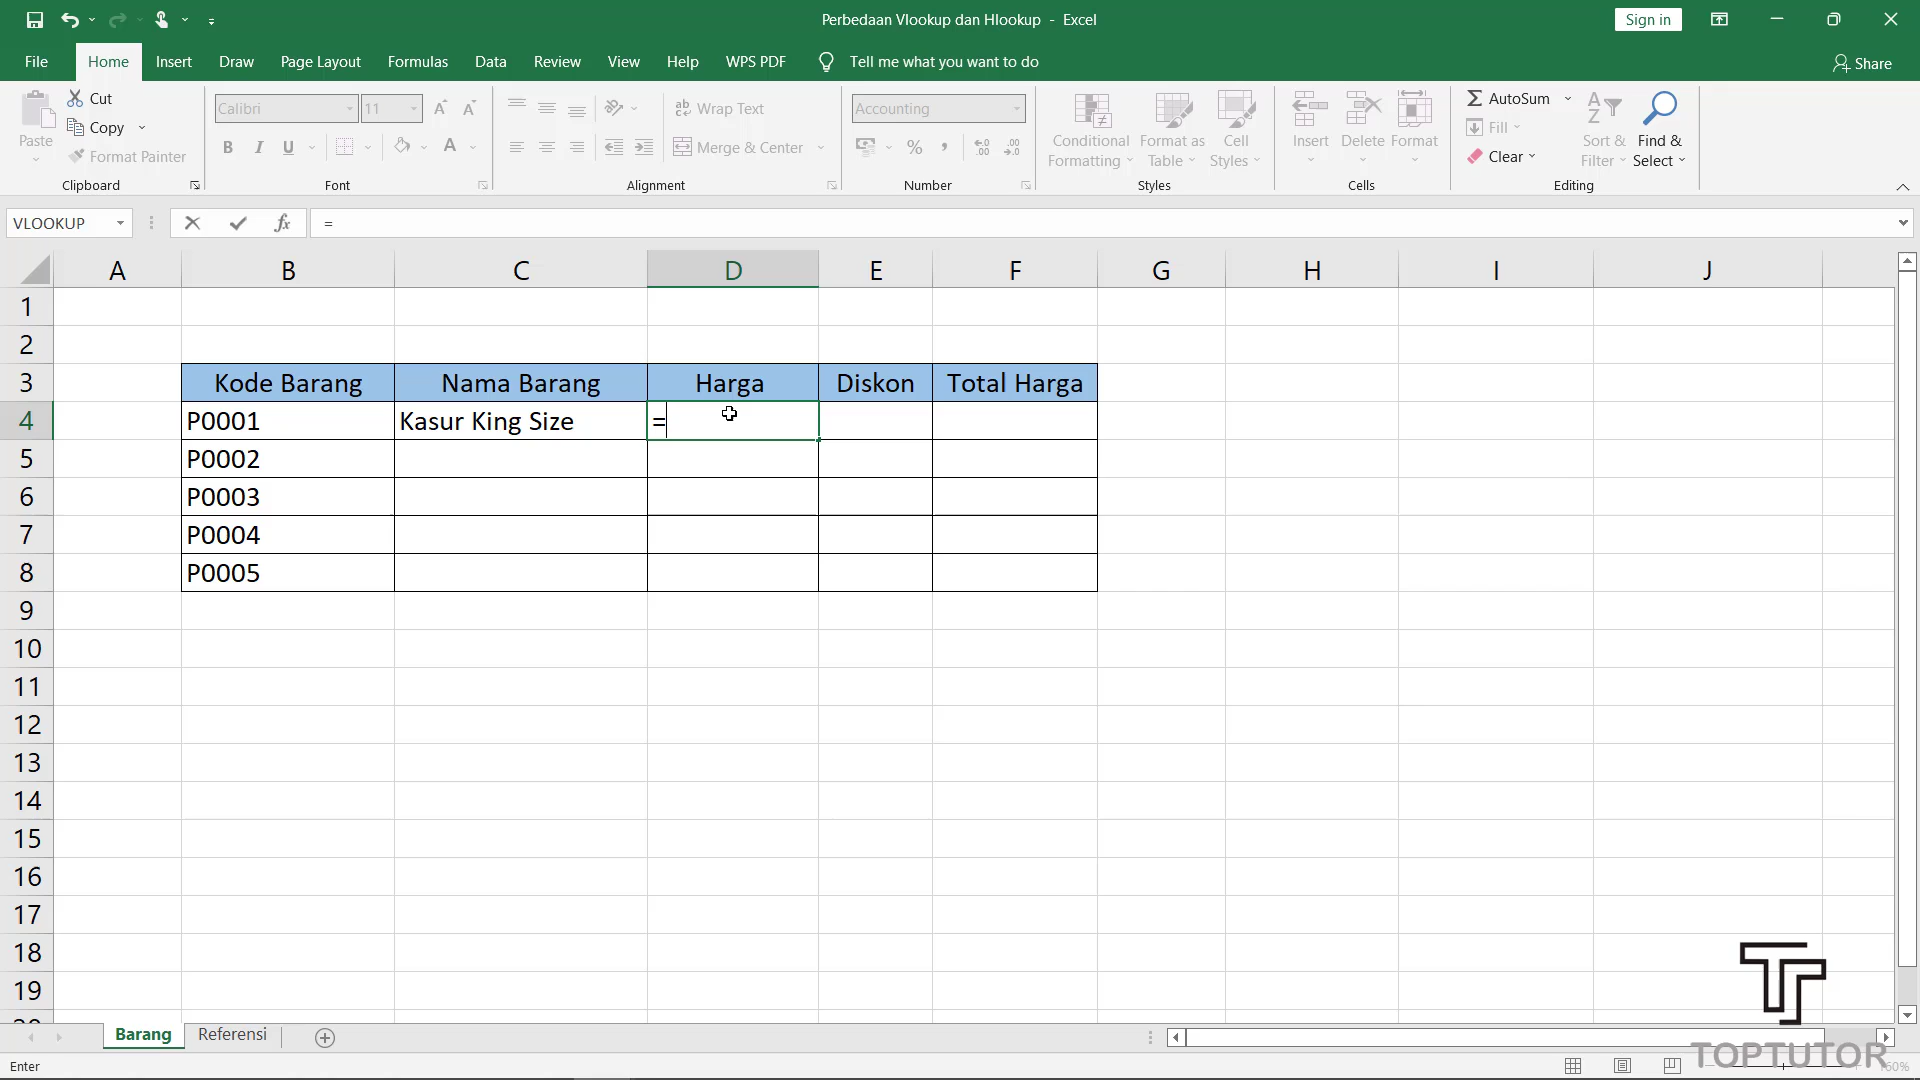 Perbedaan Vlookup dan Hlookup - Excel
Sign in
File Home Insert Draw Page Layout Formulas Data Review View Help WPS PDF Tell me what you want to do Share
Paste
Cut
Copy
Format Painter
Clipboard
Calibri 11
B I U A
Font
ab Wrap Text
Merge & Center
Alignment
Accounting
% ,
Number
Conditional Formatting
Format as Table
Cell Styles
Styles
Insert Delete Format
Cells
AutoSum
Fill
Clear
Sort & Filter
Find & Select
Editing
VLOOKUP fx =
A B C D E F G H I J
1
2
3 Kode Barang Nama Barang Harga Diskon Total Harga
4 P0001 Kasur King Size =
5 P0002
6 P0003
7 P0004
8 P0005
9
10
11
12
13
14
15
16
17
18
19
Barang Referensi
Enter
TOPTUTOR